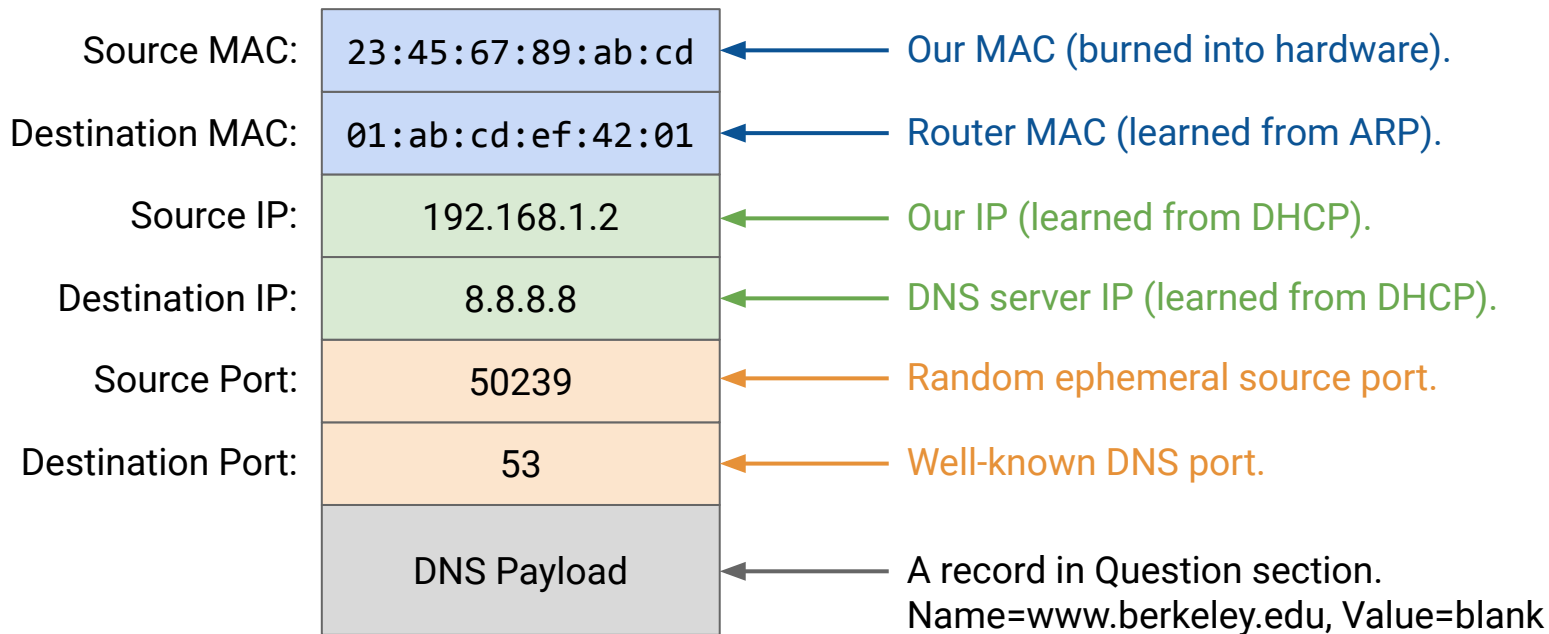 Source MAC: 23:45:67:89:ab:cd Our MAC (burned into hardware).
Destination MAC: 01:ab:cd:ef:42:01 Router MAC (learned from ARP).
Source IP: 192.168.1.2 Our IP (learned from DHCP).
Destination IP: 8.8.8.8 DNS server IP (learned from DHCP).
Source Port: 50239 Random ephemeral source port.
Destination Port: 53 Well-known DNS port.
DNS Payload A record in Question section.
Name=www.berkeley.edu, Value=blank